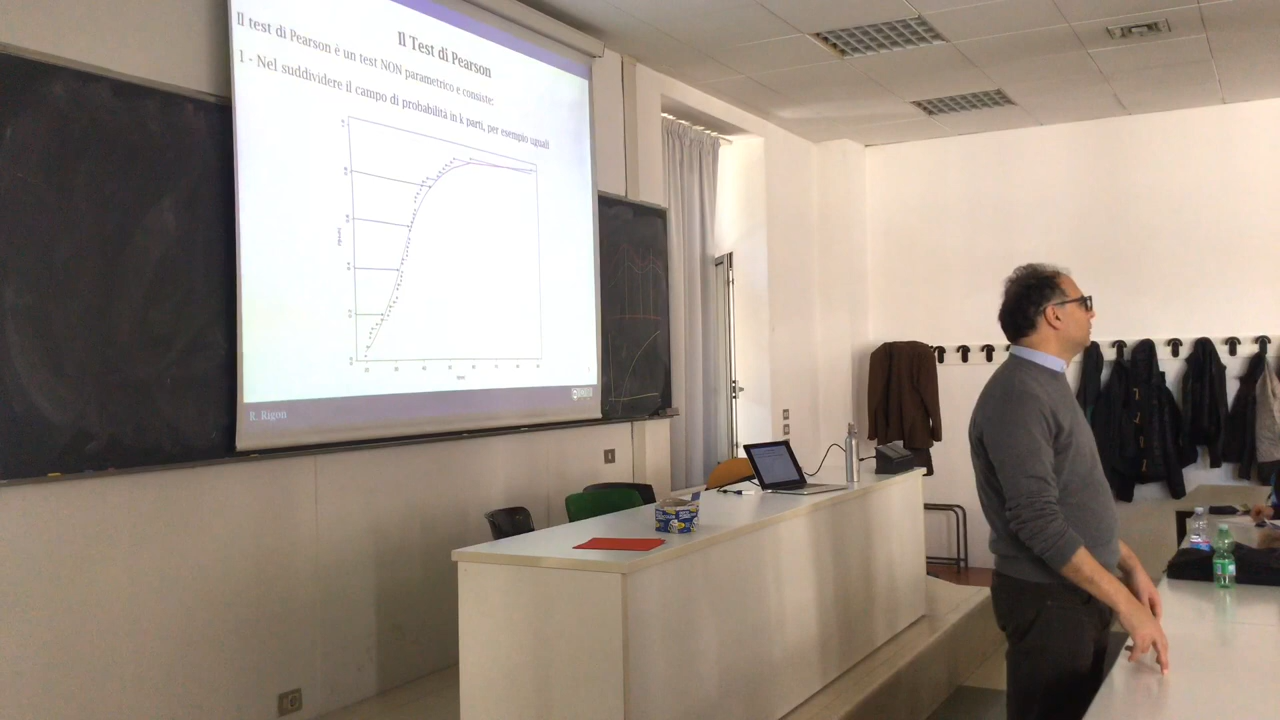 Il Test di Pearson
Il test di Pearson è un test NON parametrico e consiste:
1 - Nel suddividere il campo di probabilità in k parti, per esempio uguali
R. Rigon